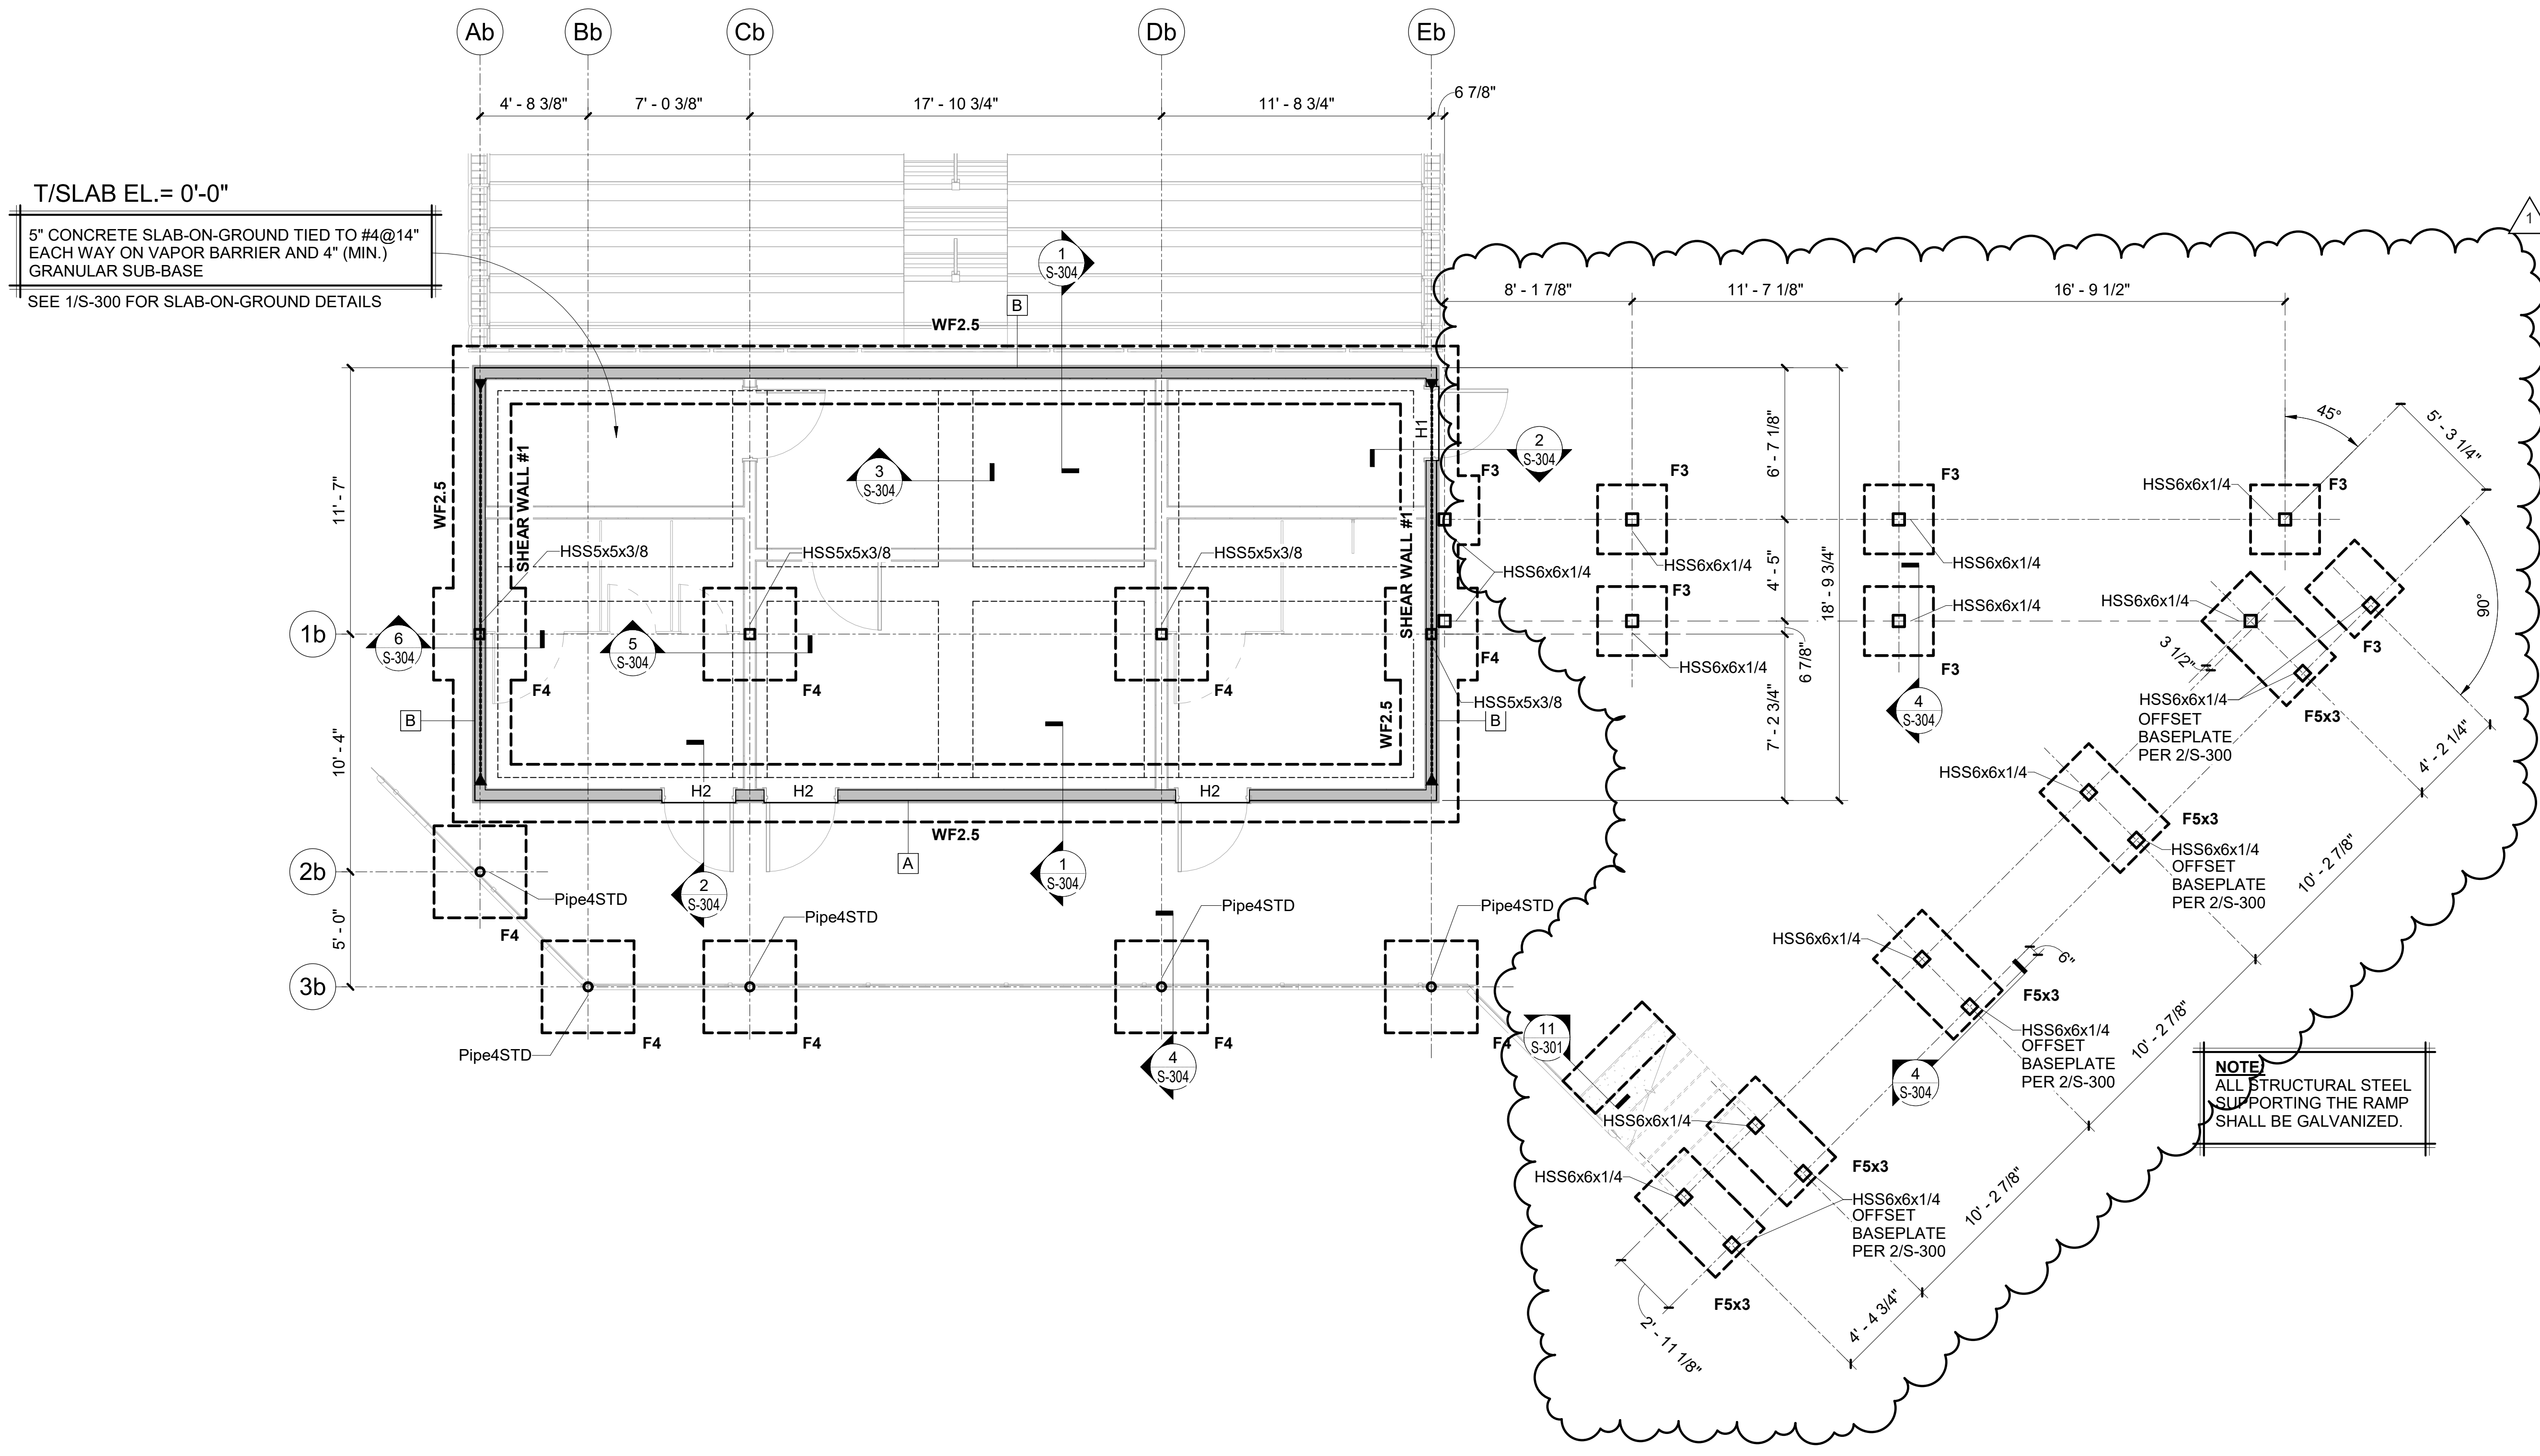 Ab
Bb
Cb
Db
Eb
4' - 8 3/8"
7' - 0 3/8"
17' - 10 3/4"
11' - 8 3/4"
6 7/8"
T/SLAB EL.= 0'-0"
5" CONCRETE SLAB-ON-GROUND TIED TO #4@14"
EACH WAY ON VAPOR BARRIER AND 4" (MIN.)
GRANULAR SUB-BASE
SEE 1/S-300 FOR SLAB-ON-GROUND DETAILS
1
1
S-304
B
WF2.5
8' - 1 7/8"
11' - 7 1/8"
16' - 9 1/2"
45°
5' - 3 1/4"
11' - 7"
WF2.5
SHEAR WALL #1
3
S-304
H1
2
S-304
SHEAR WALL #1
6' - 7 1/8"
4' - 5"
18' - 9 3/4"
6 7/8"
7' - 2 3/4"
F3
F3
F3
F3
HSS6x6x1/4
HSS6x6x1/4
HSS6x6x1/4
HSS6x6x1/4
HSS5x5x3/8
HSS5x5x3/8
HSS5x5x3/8
F3
HSS6x6x1/4
HSS6x6x1/4
90°
1b
6
S-304
5
S-304
F4
F4
F4
F4
HSS6x6x1/4
F3
3 1/2"
F3
HSS6x6x1/4
OFFSET
BASEPLATE
PER 2/S-300
F5x3
HSS5x5x3/8
B
B
WF2.5
4
S-304
10' - 4"
4' - 2 1/4"
H2
H2
H2
WF2.5
A
HSS6x6x1/4
F5x3
HSS6x6x1/4
OFFSET
BASEPLATE
PER 2/S-300
10' - 2 7/8"
2b
Pipe4STD
F4
2
S-304
1
S-304
Pipe4STD
Pipe4STD
Pipe4STD
5' - 0"
HSS6x6x1/4
6"
F5x3
HSS6x6x1/4
OFFSET
BASEPLATE
PER 2/S-300
10' - 2 7/8"
3b
Pipe4STD
F4
F4
F4
F4
4
S-304
11
S-301
4
S-304
NOTE:
ALL STRUCTURAL STEEL
SUPPORTING THE RAMP
SHALL BE GALVANIZED.
HSS6x6x1/4
F5x3
HSS6x6x1/4
HSS6x6x1/4
OFFSET
BASEPLATE
PER 2/S-300
10' - 2 7/8"
F5x3
4' - 4 3/4"
2' - 11 1/8"